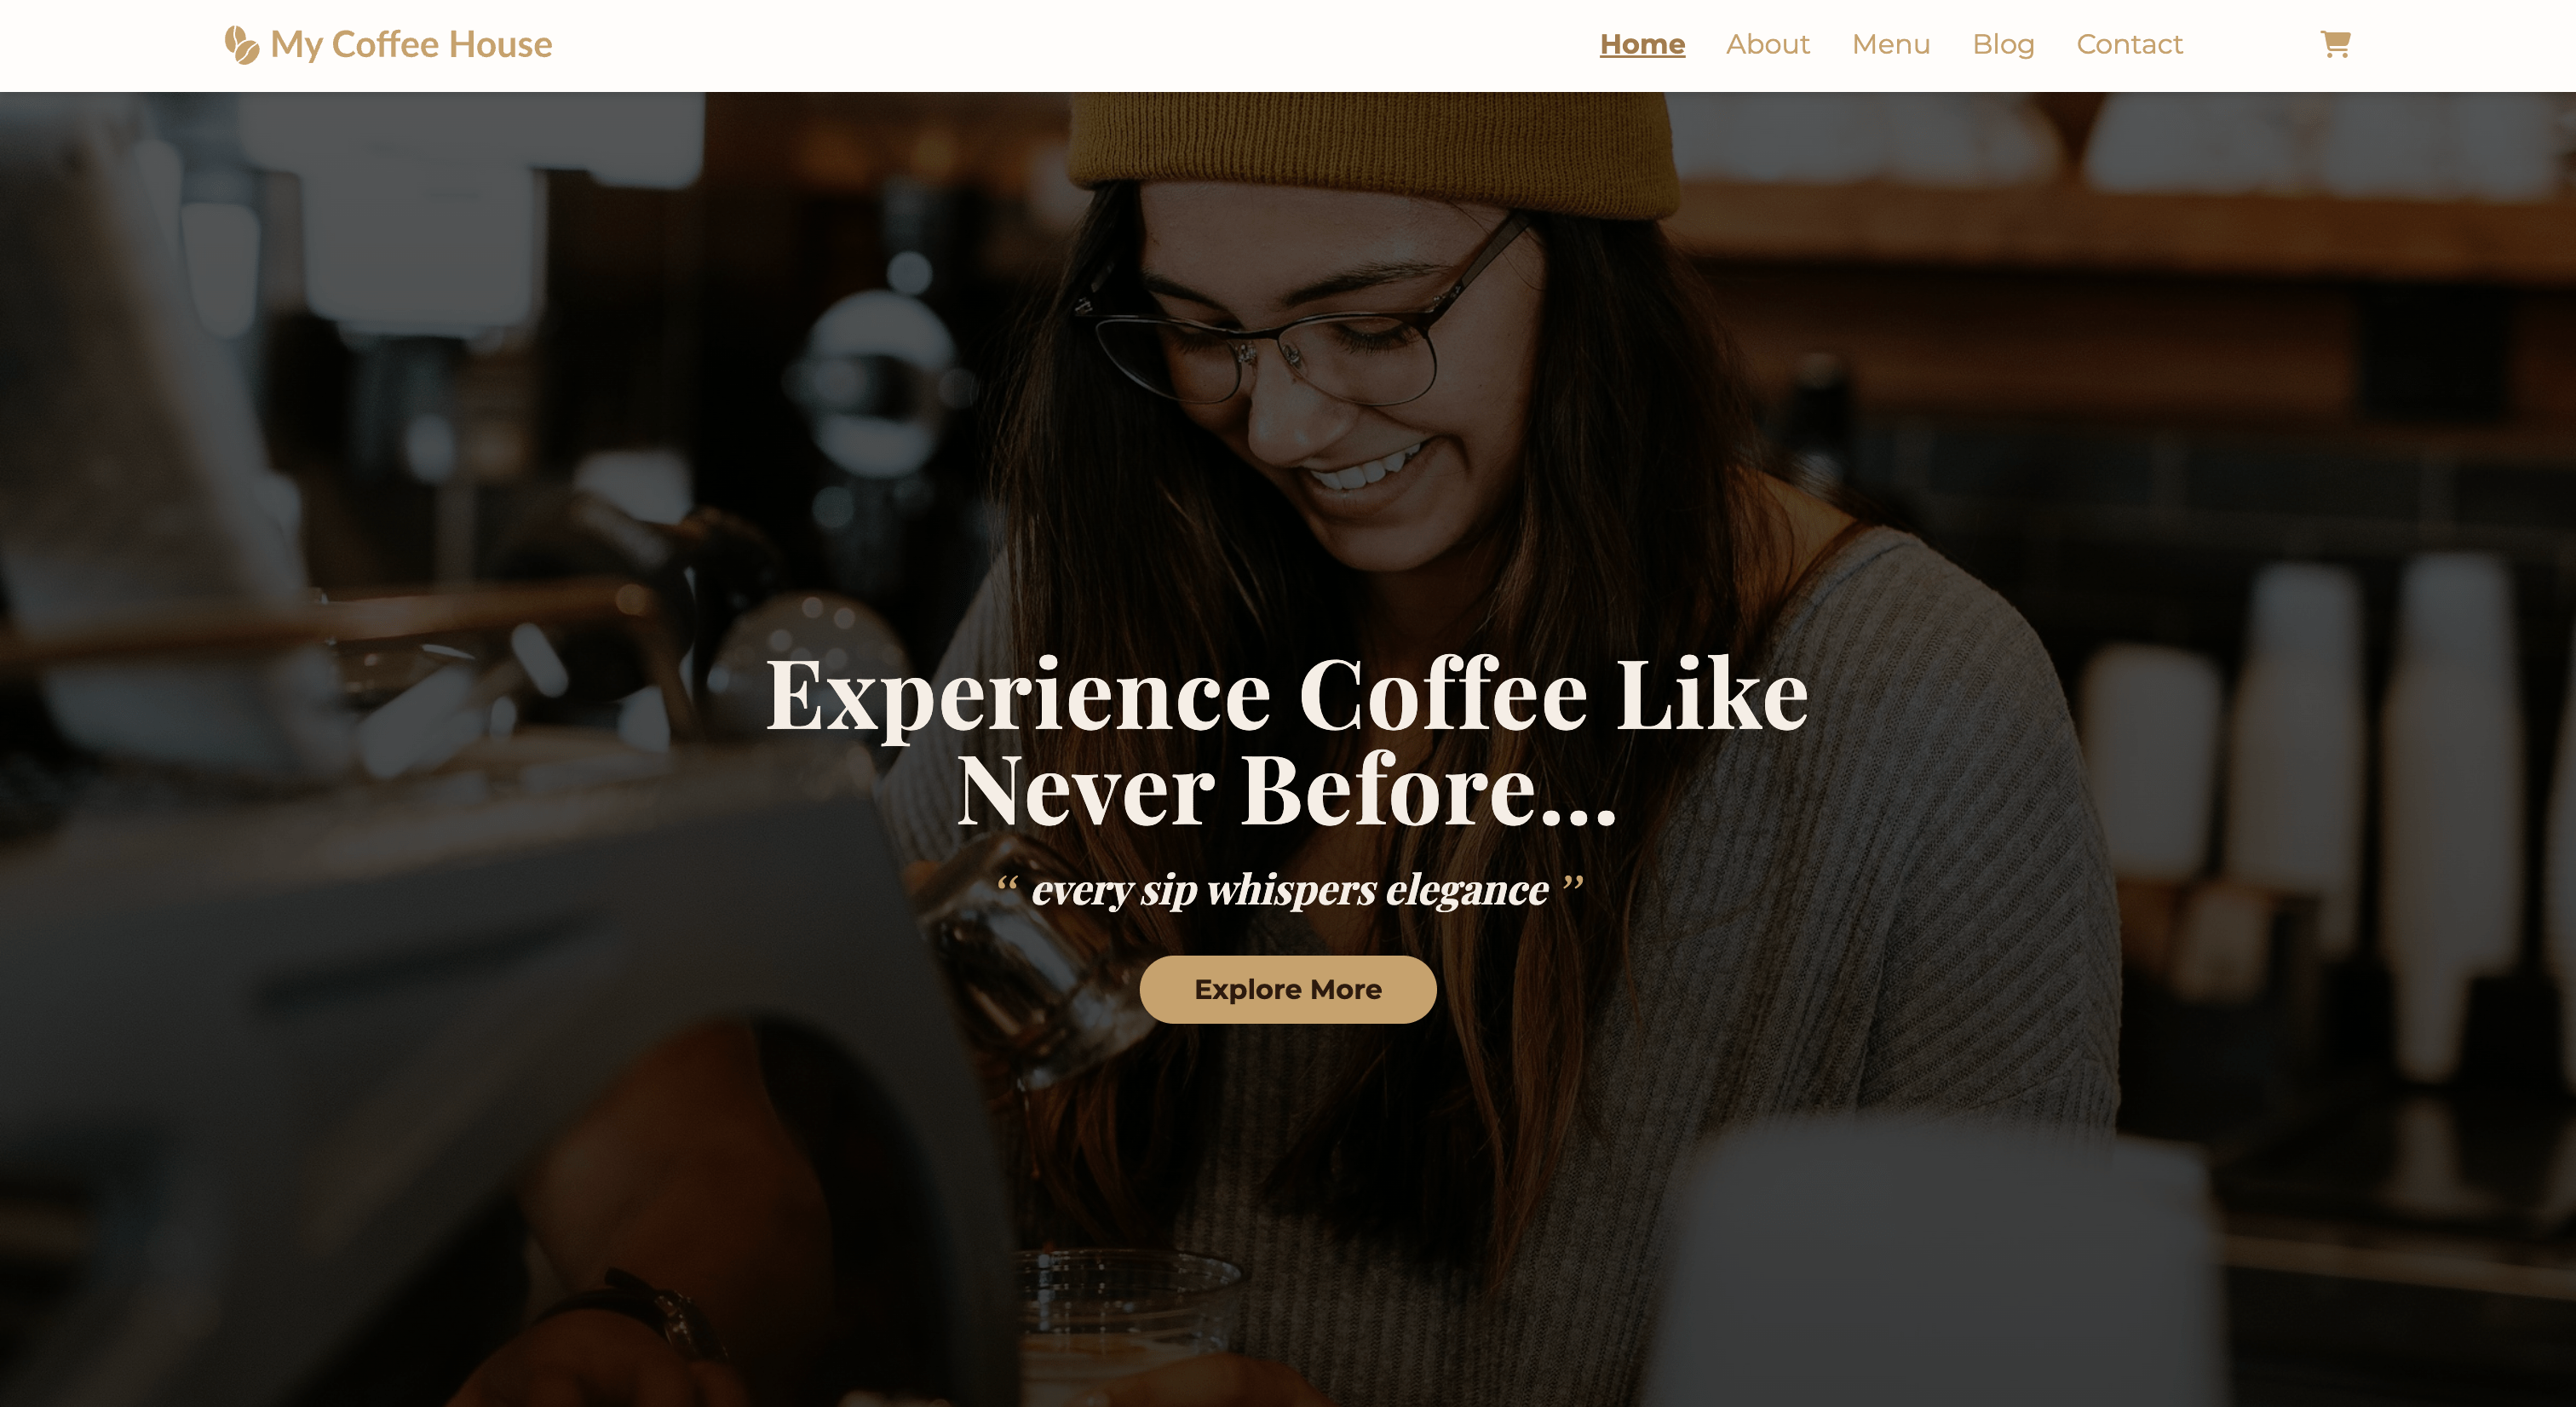 My Coffee House
Home About Menu Blog Contact
Experience Coffee Like
Never Before...
“ every sip whispers elegance ”
Explore More